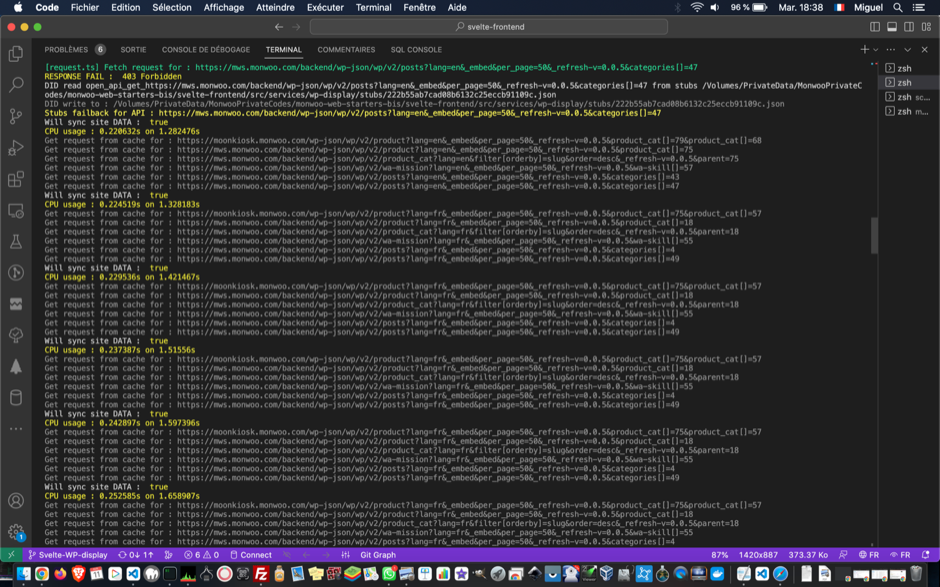 Code Fichier Edition Sélection Affichage Atteindre Exécuter Terminal Fenêtre Aide 96 % Mar. 18:38 Miguel
svelte-frontend
PROBLÈMES 6 SORTIE CONSOLE DE DÉBOGAGE TERMINAL COMMENTAIRES SQL CONSOLE
[request.ts] Fetch request for : https://mws.monwoo.com/backend/wp-json/wp/v2/posts?lang=en&_embed&per_page=50&_refresh-v=0.0.5&categories[]=47
RESPONSE FAIL : 403 Forbidden
DID read open_api_get_https://mws.monwoo.com/backend/wp-json/wp/v2/posts?lang=en&_embed&per_page=50&_refresh-v=0.0.5&categories[]=47 from stubs /Volumes/PrivateData/MonwooPrivateC
odes/monwoo-web-starters-bis/svelte-frontend/src/services/wp-display/stubs/222b55ab7cad08b6132c25eccb91109c.json
DID write to : /Volumes/PrivateData/MonwooPrivateCodes/monwoo-web-starters-bis/svelte-frontend/src/services/wp-display/stubs/222b55ab7cad08b6132c25eccb91109c.json
Stubs failback for API : https://mws.monwoo.com/backend/wp-json/wp/v2/posts?lang=en&_embed&per_page=50&_refresh-v=0.0.5&categories[]=47
Will sync site DATA : true
CPU usage : 0.220632s on 1.282476s
Get request from cache for : https://moonkiosk.monwoo.com/wp-json/wp/v2/product?lang=en&_embed&per_page=50&_refresh-v=0.0.5&product_cat[]=79&product_cat[]=68
Get request from cache for : https://moonkiosk.monwoo.com/wp-json/wp/v2/product?lang=en&_embed&per_page=50&_refresh-v=0.0.5&product_cat[]=75
Get request from cache for : https://moonkiosk.monwoo.com/wp-json/wp/v2/product_cat?lang=en&filter[orderby]=slug&order=desc&_refresh-v=0.0.5&parent=75
Get request from cache for : https://mws.monwoo.com/backend/wp-json/wp/v2/wa-mission?lang=en&_embed&per_page=50&_refresh-v=0.0.5&wa-skill[]=57
Get request from cache for : https://mws.monwoo.com/backend/wp-json/wp/v2/posts?lang=en&_embed&per_page=50&_refresh-v=0.0.5&categories[]=43
Get request from cache for : https://mws.monwoo.com/backend/wp-json/wp/v2/posts?lang=en&_embed&per_page=50&_refresh-v=0.0.5&categories[]=47
Will sync site DATA : true
CPU usage : 0.224519s on 1.328183s
Get request from cache for : https://moonkiosk.monwoo.com/wp-json/wp/v2/product?lang=fr&_embed&per_page=50&_refresh-v=0.0.5&product_cat[]=75&product_cat[]=57
Get request from cache for : https://moonkiosk.monwoo.com/wp-json/wp/v2/product?lang=fr&_embed&per_page=50&_refresh-v=0.0.5&product_cat[]=18
Get request from cache for : https://moonkiosk.monwoo.com/wp-json/wp/v2/product_cat?lang=fr&filter[orderby]=slug&order=desc&_refresh-v=0.0.5&parent=18
Get request from cache for : https://mws.monwoo.com/backend/wp-json/wp/v2/wa-mission?lang=fr&_embed&per_page=50&_refresh-v=0.0.5&wa-skill[]=55
Get request from cache for : https://mws.monwoo.com/backend/wp-json/wp/v2/posts?lang=fr&_embed&per_page=50&_refresh-v=0.0.5&categories[]=4
Get request from cache for : https://mws.monwoo.com/backend/wp-json/wp/v2/posts?lang=fr&_embed&per_page=50&_refresh-v=0.0.5&categories[]=49
Will sync site DATA : true
CPU usage : 0.229536s on 1.421467s
Get request from cache for : https://moonkiosk.monwoo.com/wp-json/wp/v2/product?lang=fr&_embed&per_page=50&_refresh-v=0.0.5&product_cat[]=75&product_cat[]=57
Get request from cache for : https://moonkiosk.monwoo.com/wp-json/wp/v2/product?lang=fr&_embed&per_page=50&_refresh-v=0.0.5&product_cat[]=18
Get request from cache for : https://moonkiosk.monwoo.com/wp-json/wp/v2/product_cat?lang=fr&filter[orderby]=slug&order=desc&_refresh-v=0.0.5&parent=18
Get request from cache for : https://mws.monwoo.com/backend/wp-json/wp/v2/wa-mission?lang=fr&_embed&per_page=50&_refresh-v=0.0.5&wa-skill[]=55
Get request from cache for : https://mws.monwoo.com/backend/wp-json/wp/v2/posts?lang=fr&_embed&per_page=50&_refresh-v=0.0.5&categories[]=4
Get request from cache for : https://mws.monwoo.com/backend/wp-json/wp/v2/posts?lang=fr&_embed&per_page=50&_refresh-v=0.0.5&categories[]=49
Will sync site DATA : true
CPU usage : 0.237387s on 1.51556s
Get request from cache for : https://moonkiosk.monwoo.com/wp-json/wp/v2/product?lang=fr&_embed&per_page=50&_refresh-v=0.0.5&product_cat[]=75&product_cat[]=57
Get request from cache for : https://moonkiosk.monwoo.com/wp-json/wp/v2/product?lang=fr&_embed&per_page=50&_refresh-v=0.0.5&product_cat[]=18
Get request from cache for : https://moonkiosk.monwoo.com/wp-json/wp/v2/product_cat?lang=fr&filter[orderby]=slug&order=desc&_refresh-v=0.0.5&parent=18
Get request from cache for : https://mws.monwoo.com/backend/wp-json/wp/v2/wa-mission?lang=fr&_embed&per_page=50&_refresh-v=0.0.5&wa-skill[]=55
Get request from cache for : https://mws.monwoo.com/backend/wp-json/wp/v2/posts?lang=fr&_embed&per_page=50&_refresh-v=0.0.5&categories[]=4
Get request from cache for : https://mws.monwoo.com/backend/wp-json/wp/v2/posts?lang=fr&_embed&per_page=50&_refresh-v=0.0.5&categories[]=49
Will sync site DATA : true
CPU usage : 0.242897s on 1.597396s
Get request from cache for : https://moonkiosk.monwoo.com/wp-json/wp/v2/product?lang=fr&_embed&per_page=50&_refresh-v=0.0.5&product_cat[]=75&product_cat[]=57
Get request from cache for : https://moonkiosk.monwoo.com/wp-json/wp/v2/product?lang=fr&_embed&per_page=50&_refresh-v=0.0.5&product_cat[]=18
Get request from cache for : https://moonkiosk.monwoo.com/wp-json/wp/v2/product_cat?lang=fr&filter[orderby]=slug&order=desc&_refresh-v=0.0.5&parent=18
Get request from cache for : https://mws.monwoo.com/backend/wp-json/wp/v2/wa-mission?lang=fr&_embed&per_page=50&_refresh-v=0.0.5&wa-skill[]=55
Get request from cache for : https://mws.monwoo.com/backend/wp-json/wp/v2/posts?lang=fr&_embed&per_page=50&_refresh-v=0.0.5&categories[]=4
Get request from cache for : https://mws.monwoo.com/backend/wp-json/wp/v2/posts?lang=fr&_embed&per_page=50&_refresh-v=0.0.5&categories[]=49
Will sync site DATA : true
CPU usage : 0.252585s on 1.658907s
Get request from cache for : https://moonkiosk.monwoo.com/wp-json/wp/v2/product?lang=fr&_embed&per_page=50&_refresh-v=0.0.5&product_cat[]=75&product_cat[]=57
Get request from cache for : https://moonkiosk.monwoo.com/wp-json/wp/v2/product?lang=fr&_embed&per_page=50&_refresh-v=0.0.5&product_cat[]=18
Get request from cache for : https://moonkiosk.monwoo.com/wp-json/wp/v2/product_cat?lang=fr&filter[orderby]=slug&order=desc&_refresh-v=0.0.5&parent=18
Get request from cache for : https://mws.monwoo.com/backend/wp-json/wp/v2/wa-mission?lang=fr&_embed&per_page=50&_refresh-v=0.0.5&wa-skill[]=55
Get request from cache for : https://mws.monwoo.com/backend/wp-json/wp/v2/posts?lang=fr&_embed&per_page=50&_refresh-v=0.0.5&categories[]=4
zsh
zsh
zsh sc...
zsh m...
1
Svelte-WP-display 0↓ 1↑ 6 0 Connect Git Graph 87% 1420x887 373.37 Ko FR FR